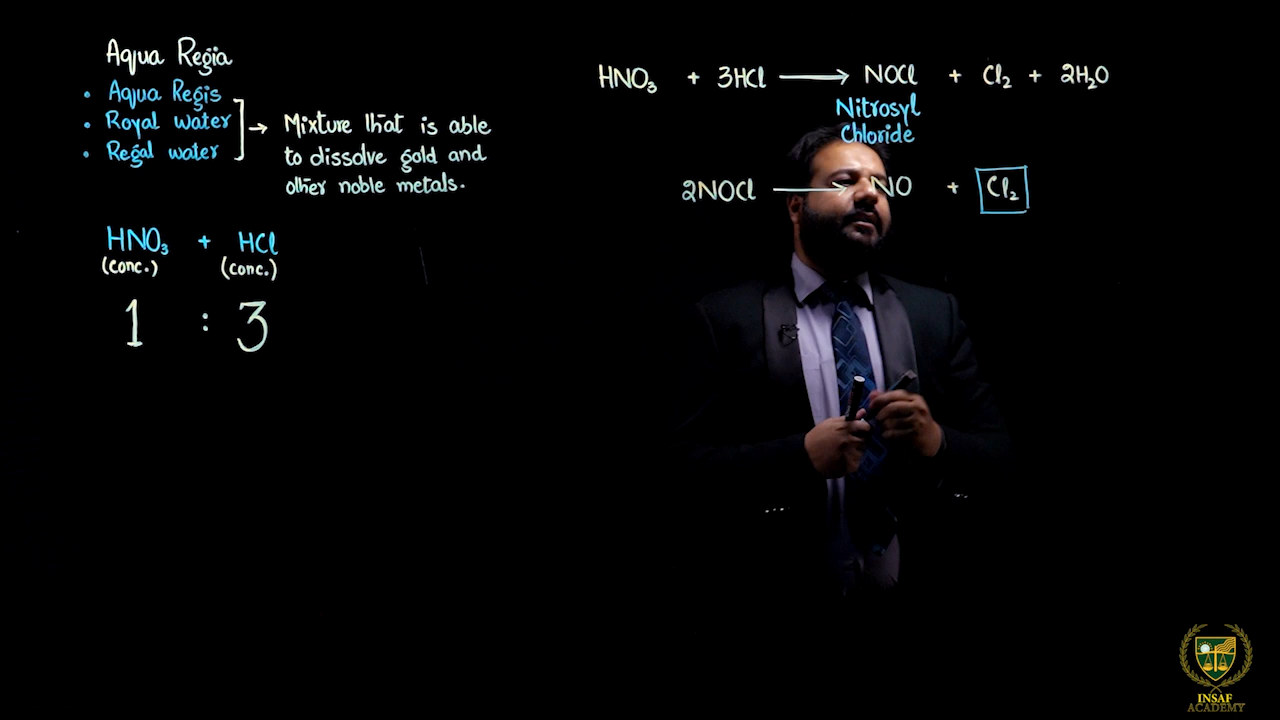 Aqua Regia
• Aqua Regis
• Royal water
• Regal water
→ Mixture that is able
to dissolve gold and
other noble metals.
HNO₃ + HCl
(conc.) (conc.)
1 : 3
HNO₃ + 3HCl ⟶ NOCl + Cl₂ + 2H₂O
Nitrosyl
Chloride
2NOCl ⟶ NO + Cl₂
INSAF
ACADEMY